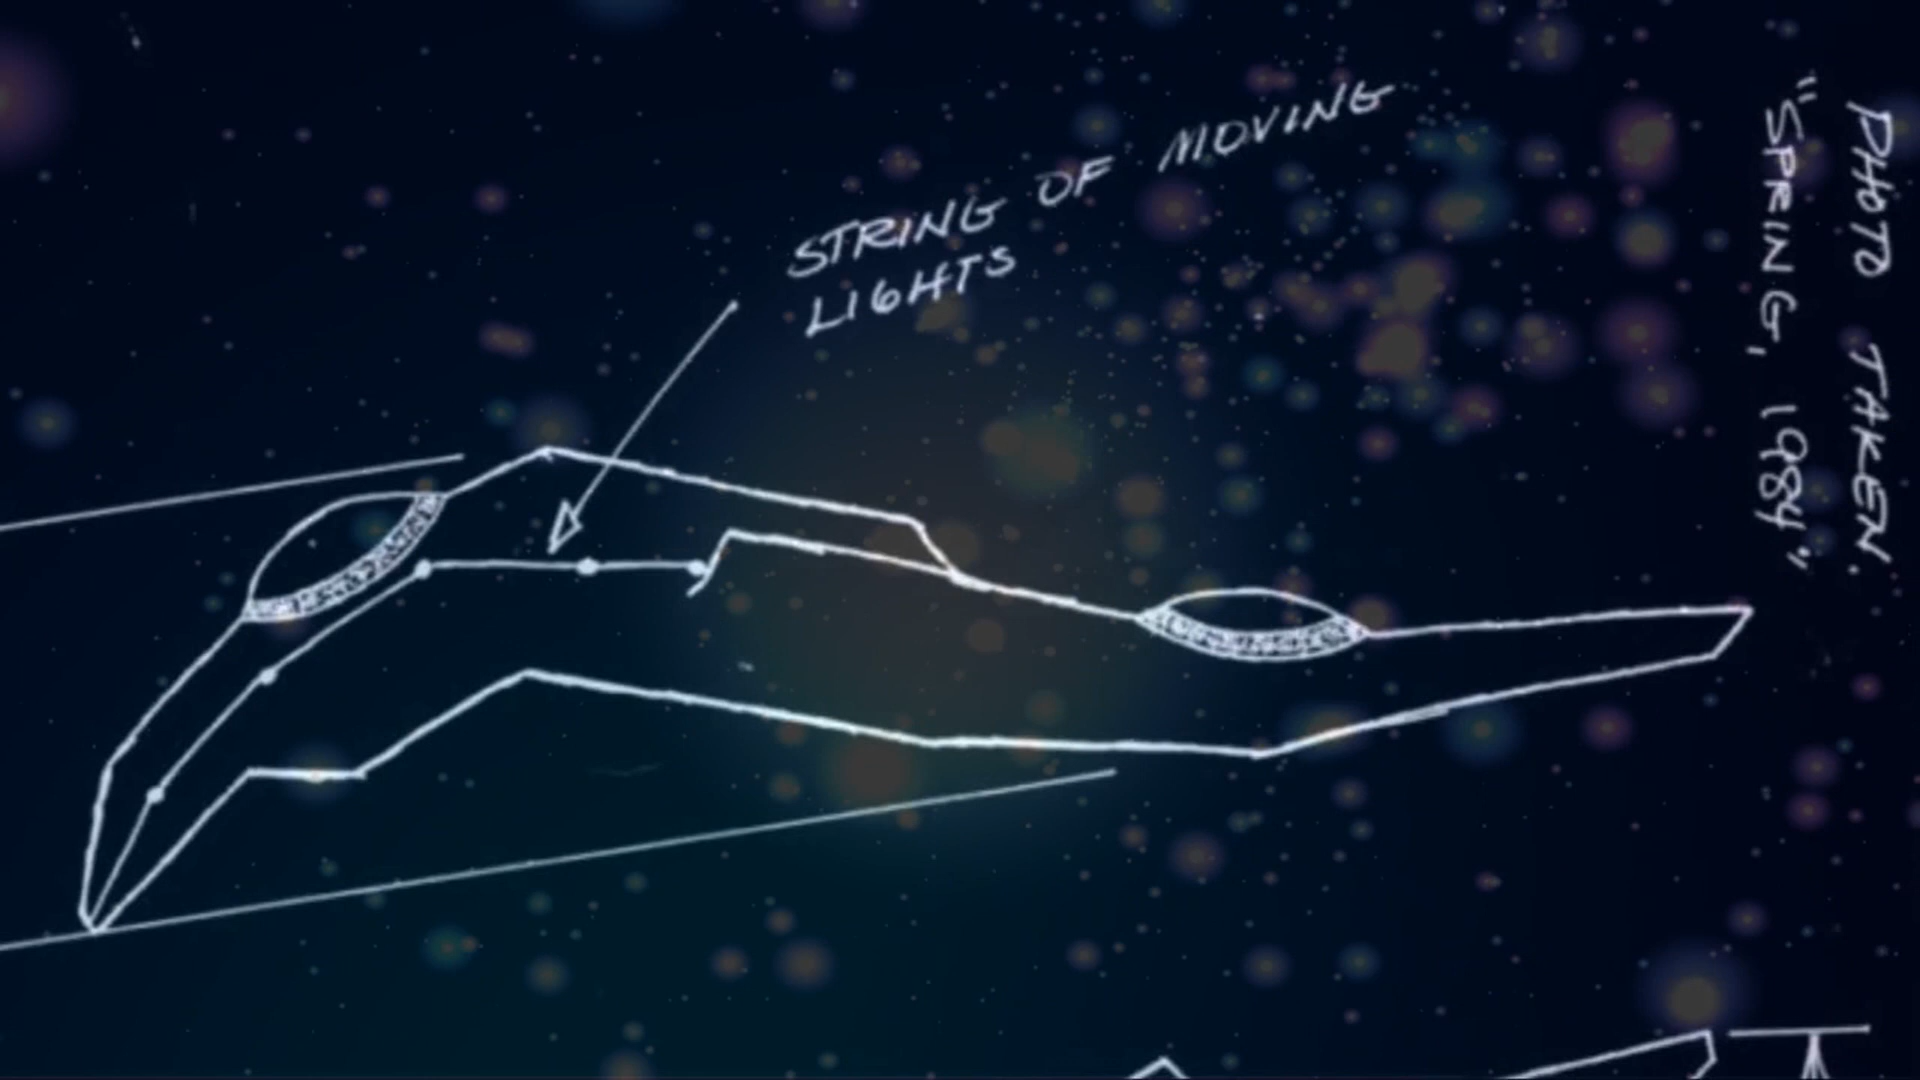 STRING OF MOVING
LIGHTS
PHOTO TAKEN.
"SPRING, 1984"